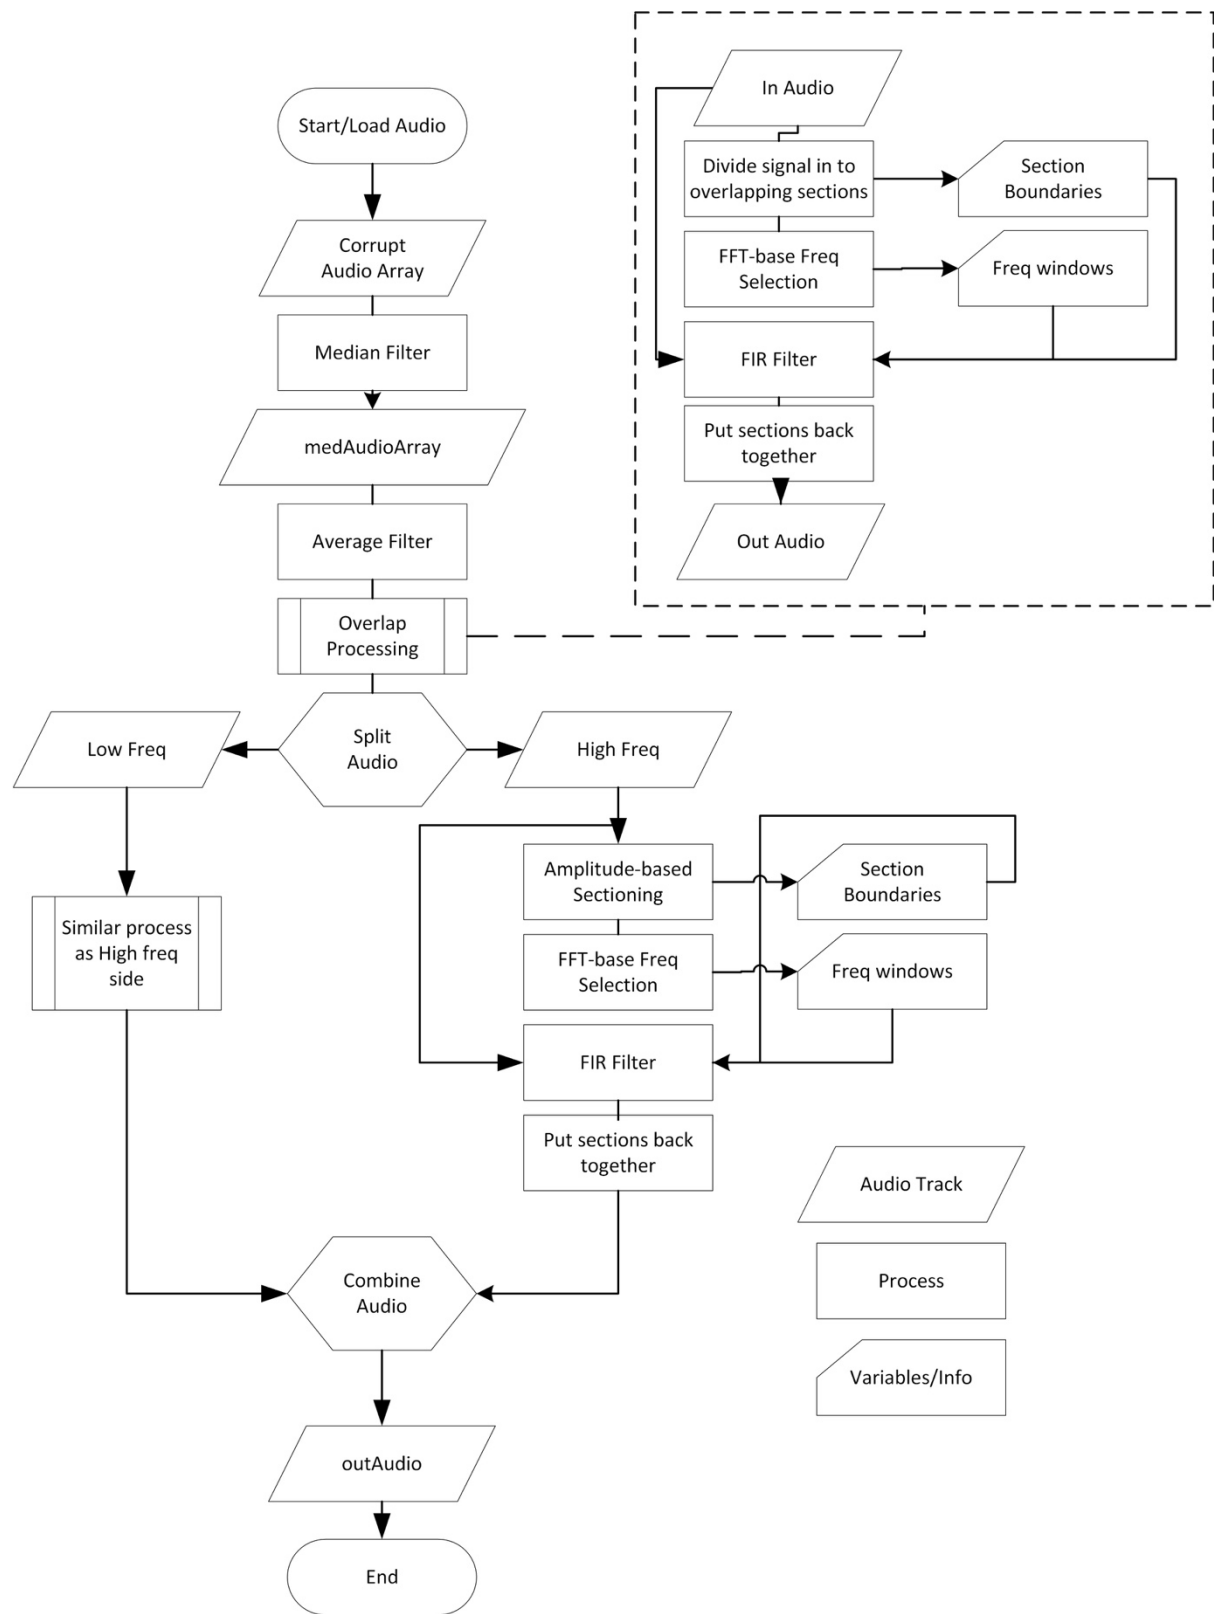 Start/Load Audio
Corrupt
Audio Array
Median Filter
medAudioArray
Average Filter
Overlap
Processing
In Audio
Divide signal in to
overlapping sections
Section
Boundaries
FFT-base Freq
Selection
Freq windows
FIR Filter
Put sections back
together
Out Audio
Split
Audio
Low Freq
High Freq
Similar process
as High freq
side
Amplitude-based
Sectioning
Section
Boundaries
FFT-base Freq
Selection
Freq windows
FIR Filter
Put sections back
together
Combine
Audio
outAudio
End
Audio Track
Process
Variables/Info